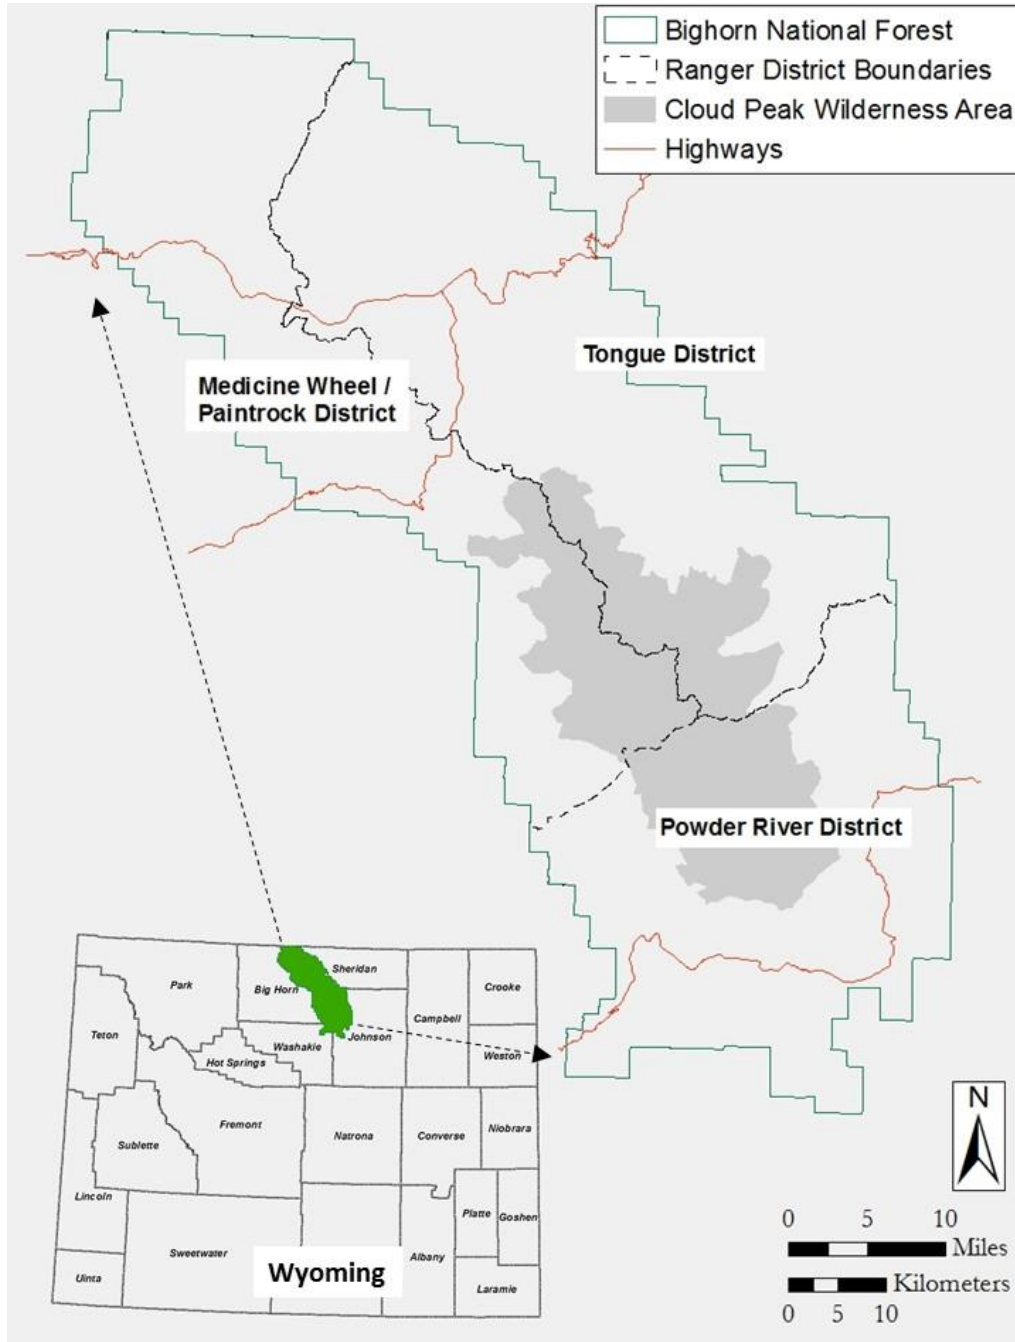 Bighorn National Forest
Ranger District Boundaries
Cloud Peak Wilderness Area
Highways
Tongue District
Medicine Wheel /
Paintrock District
Powder River District
Park
Big Horn
Sheridan
Campbell
Crooke
Teton
Hot Springs
Washakie
Johnson
Weston
Fremont
Natrona
Converse
Niobrara
Sublette
Lincoln
Sweetwater
Albany
Platte
Goshen
Uinta
Laramie
Wyoming
N
0 5 10
Miles
Kilometers
0 5 10